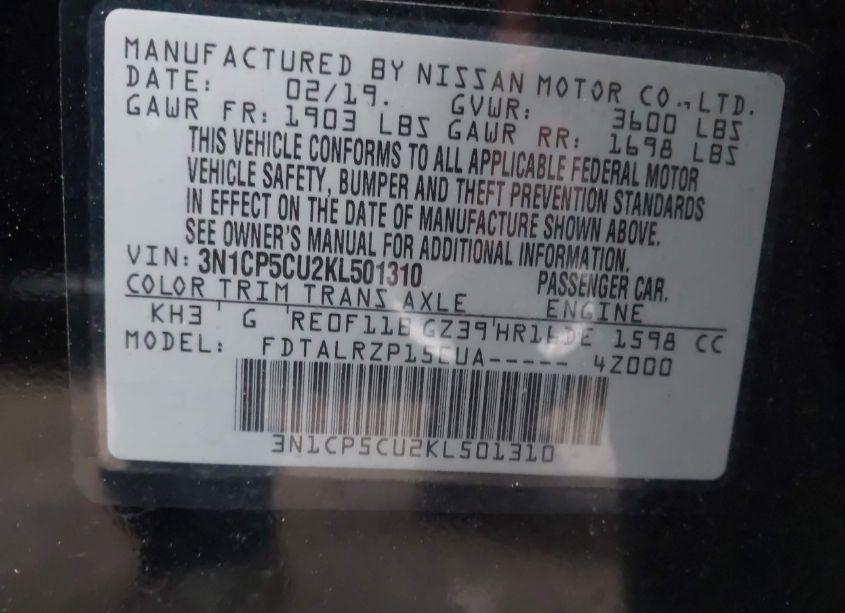 MANUFACTURED BY NISSAN MOTOR CO., LTD.
DATE: 02/19. GVWR: 3600 LBS
GAWR FR: 1903 LBS GAWR RR: 1698 LBS
THIS VEHICLE CONFORMS TO ALL APPLICABLE FEDERAL MOTOR
VEHICLE SAFETY, BUMPER AND THEFT PREVENTION STANDARDS
IN EFFECT ON THE DATE OF MANUFACTURE SHOWN ABOVE.
SEE OWNER'S MANUAL FOR ADDITIONAL INFORMATION.
VIN: 3N1CP5CU2KL501310 PASSENGER CAR.
COLOR TRIM TRANS AXLE ENGINE
KH3 G RE0F11B GZ39 HR16DE 1598 CC
MODEL: FDTALRZP15EUA----- 4Z000
3N1CP5CU2KL501310